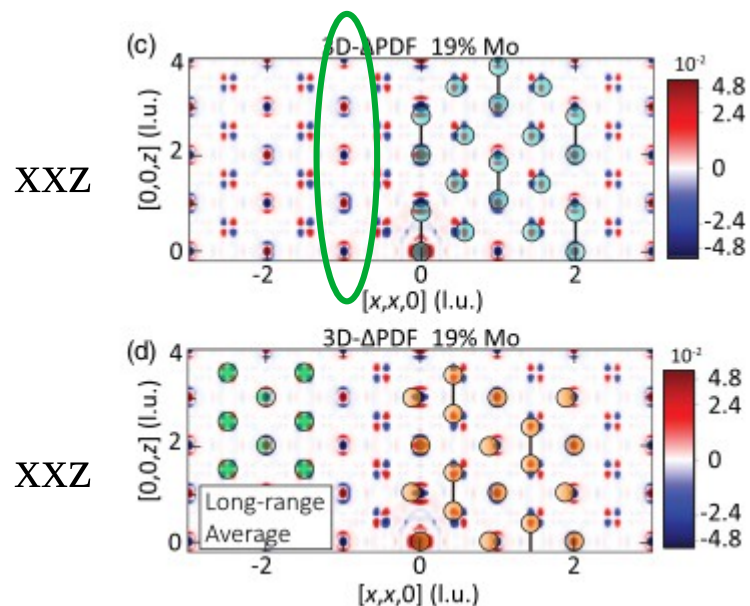 (c)
3D-ΔPDF 19% Mo
XXZ
[0,0,z] (l.u.)
4
2
0
-2
0
2
[x,x,0] (l.u.)
10-2
4.8
2.4
0
-2.4
-4.8
(d)
3D-ΔPDF 19% Mo
XXZ
[0,0,z] (l.u.)
4
2
0
Long-range
Average
-2
0
2
[x,x,0] (l.u.)
10-2
4.8
2.4
0
-2.4
-4.8